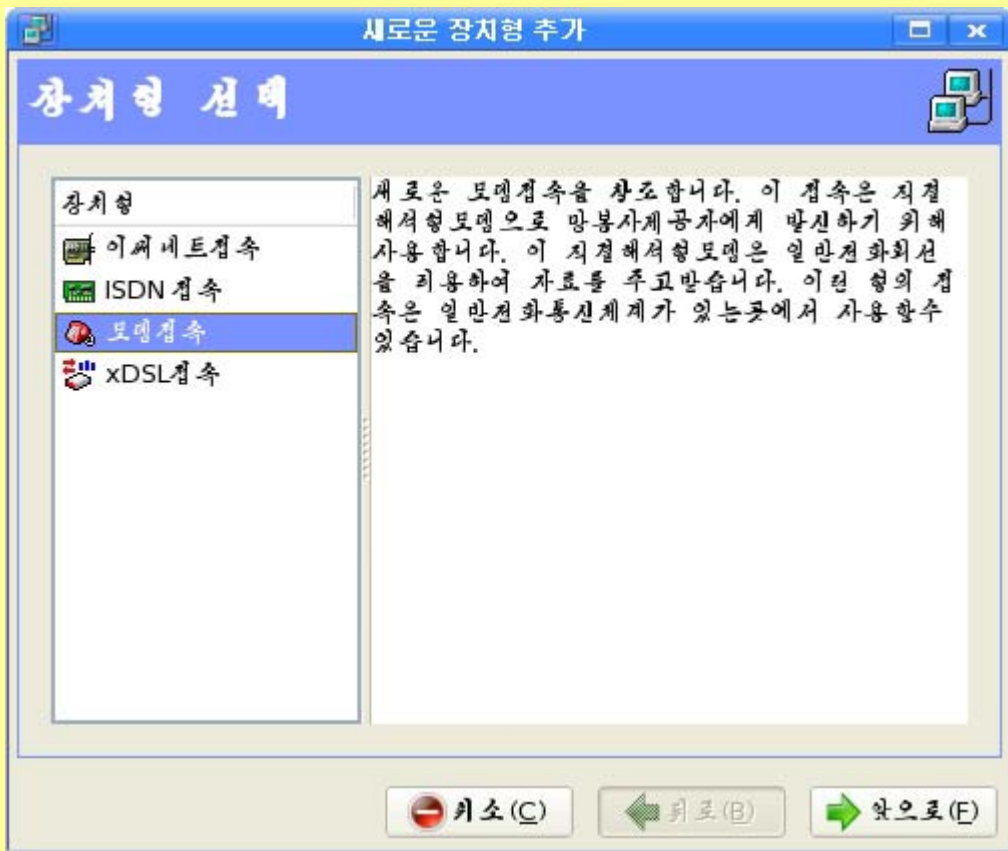 새로운 장치형 추가
장치형 선택
장치형
이써네트접속
ISDN 접속
모뎀접속
xDSL접속
새로운 모뎀접속을 창조합니다. 이 접속은 직결
해서형모뎀으로 망봉사제공자에게 발신하기 위해
사용합니다. 이 직결해서형모뎀은 일반전화회선
을 리용하여 자료를 주고받습니다. 이런 형의 접
속은 일반전화통신체계가 있는곳에서 사용할수
있습니다.
취소(C)
뒤로(B)
앞으로(F)